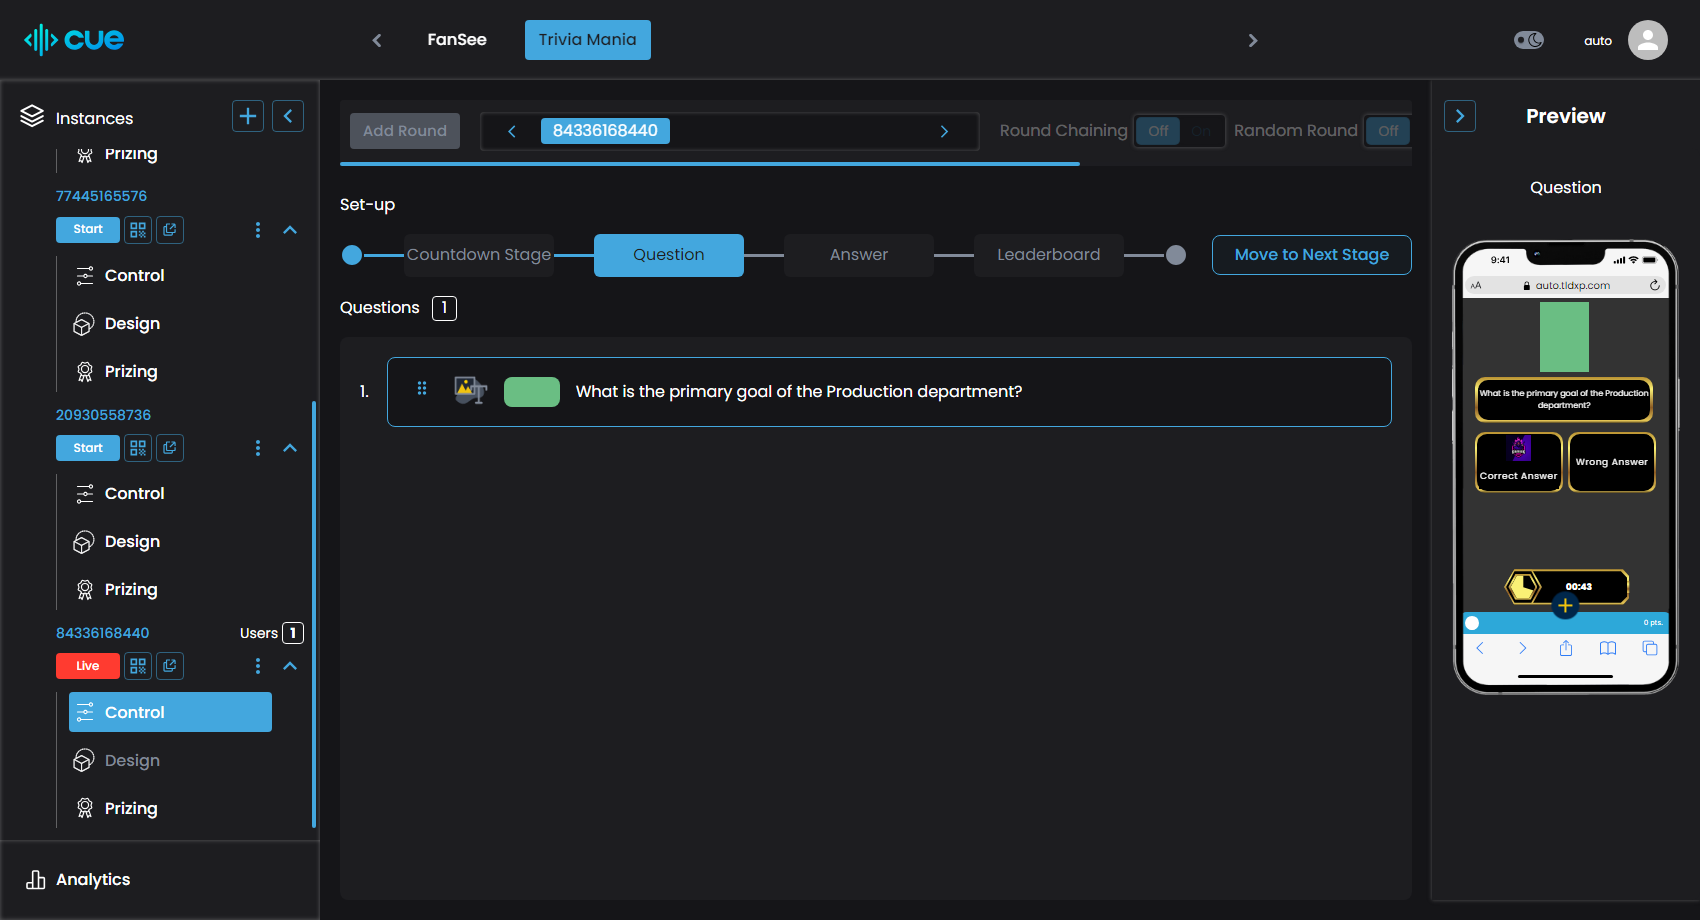 cue
FanSee
Trivia Mania
auto
Instances
Prizing
77445165576
Start
Control
Design
Prizing
20930558736
Start
Control
Design
Prizing
84336168440
Users 1
Live
Control
Design
Prizing
Analytics
Add Round
84336168440
Round Chaining
Off
On
Random Round
Off
Set-up
Countdown Stage
Question
Answer
Leaderboard
Move to Next Stage
Questions 1
1.
What is the primary goal of the Production department?
Preview
Question
9:41
AA
auto.tldxp.com
What is the primary goal of the Production
department?
Correct Answer
Wrong Answer
00:43
0 pts.